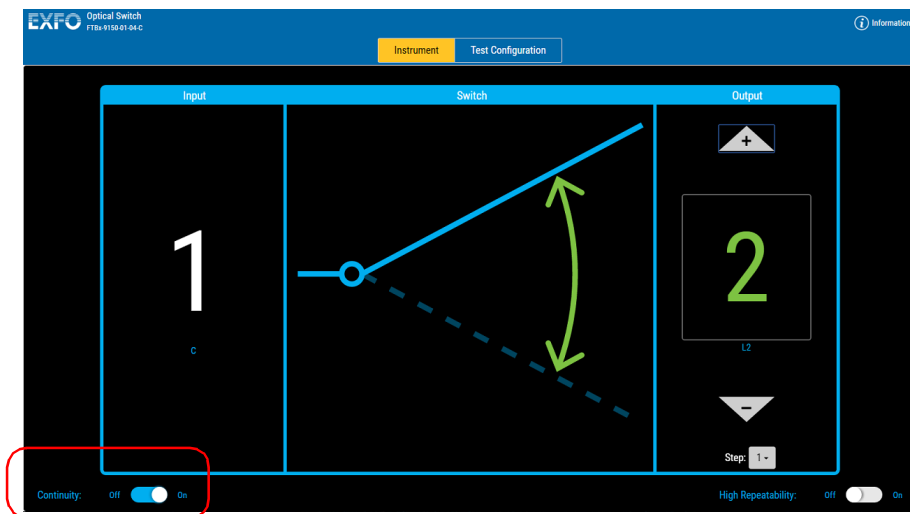 EXFO
Optical Switch
FTBx-9150-01-04-C
Information
Instrument
Test Configuration
Input
Switch
Output
+
1
2
C
L2
-
Step: 1
Continuity: Off On
High Repeatability: Off On